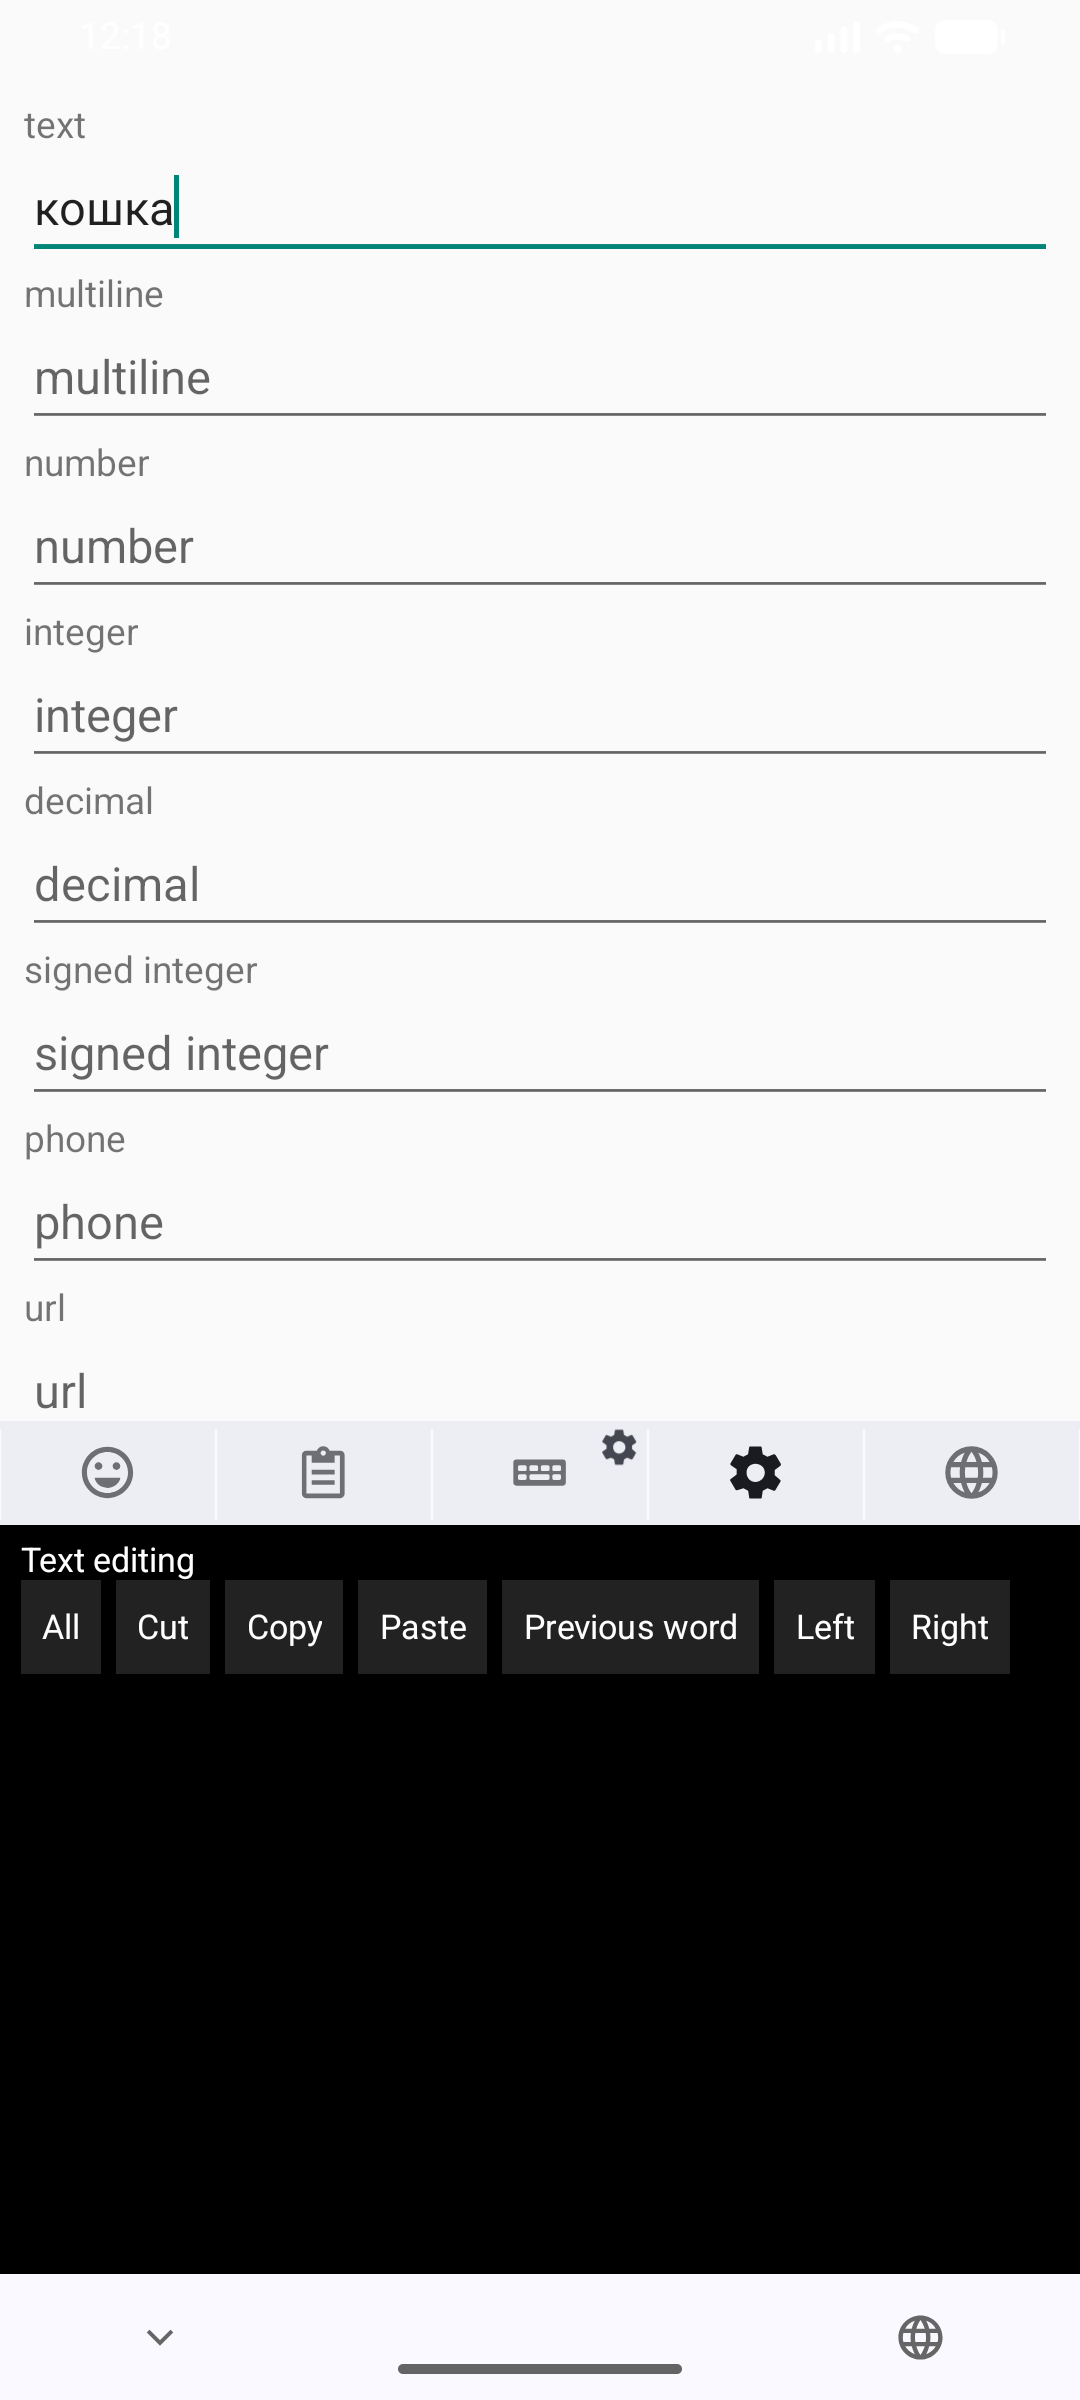 12:18
text
кошка
multiline
multiline
number
number
integer
integer
decimal
decimal
signed integer
signed integer
phone
phone
url
url
Text editing
All Cut Copy Paste Previous word Left Right